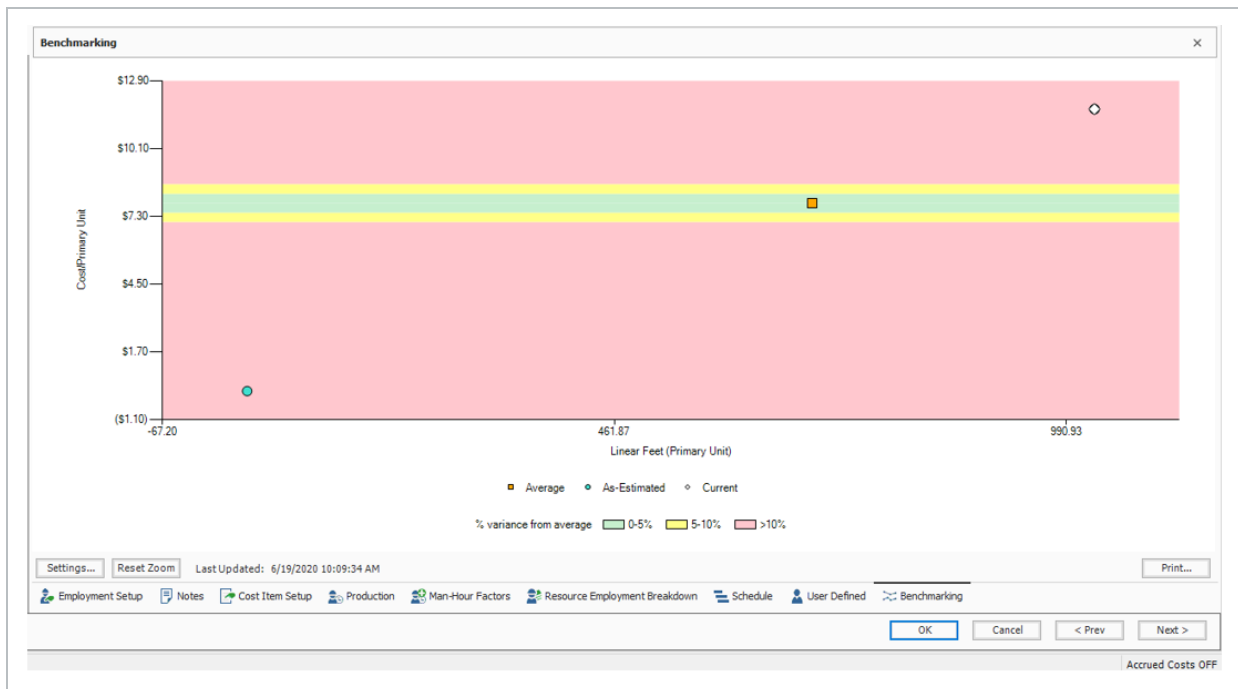 Benchmarking
$12.90
$10.10
$7.30
$4.50
$1.70
($1.10)
Cost/Primary Unit
-67.20 461.87 990.93
Linear Feet (Primary Unit)
Average As-Estimated Current
% variance from average 0-5% 5-10% >10%
Settings... Reset Zoom Last Updated: 6/19/2020 10:09:34 AM Print...
Employment Setup Notes Cost Item Setup Production Man-Hour Factors Resource Employment Breakdown Schedule User Defined Benchmarking
OK Cancel < Prev Next >
Accrued Costs OFF